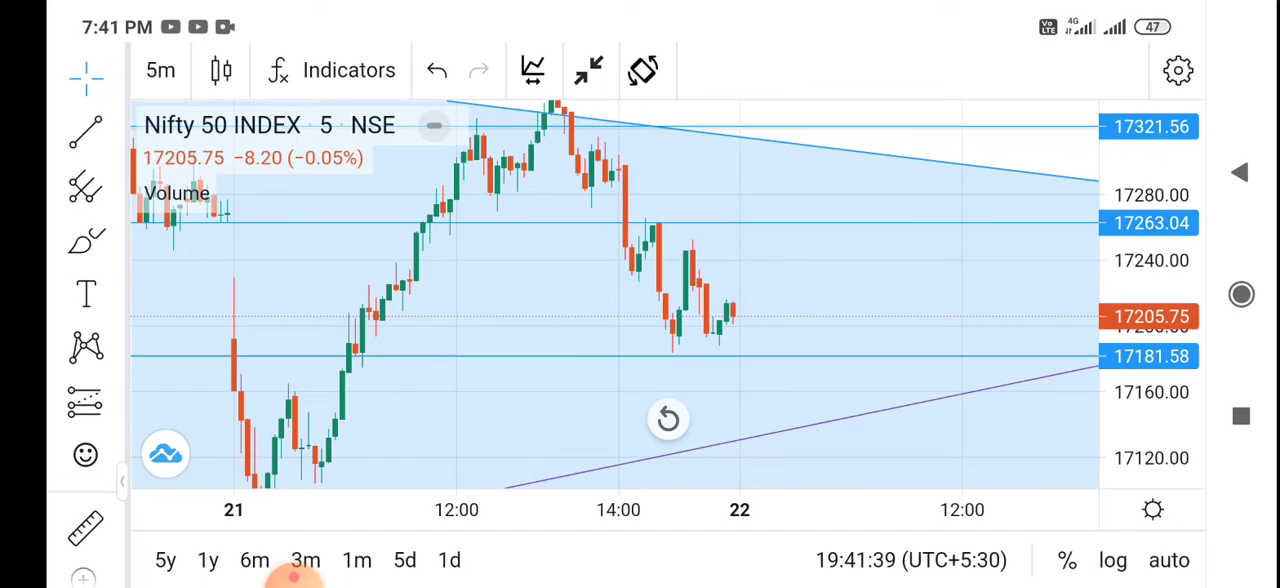 7:41 PM Vo LTE 4G 47
5m Indicators
Nifty 50 INDEX · 5 · NSE
17205.75 −8.20 (−0.05%)
Volume
17321.56
17280.00
17263.04
17240.00
17205.75
17181.58
17160.00
17120.00
21 12:00 14:00 22 12:00
5y 1y 6m 3m 1m 5d 1d 19:41:39 (UTC+5:30) % log auto